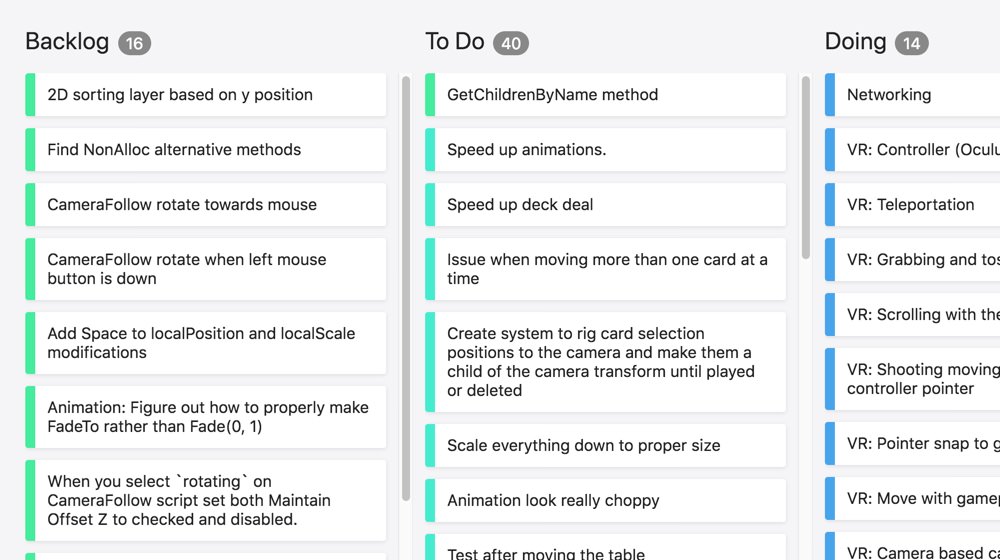 Backlog 16
2D sorting layer based on y position
Find NonAlloc alternative methods
CameraFollow rotate towards mouse
CameraFollow rotate when left mouse
button is down
Add Space to localPosition and localScale
modifications
Animation: Figure out how to properly make
FadeTo rather than Fade(0, 1)
When you select `rotating` on
CameraFollow script set both Maintain
Offset Z to checked and disabled.
To Do 40
GetChildrenByName method
Speed up animations.
Speed up deck deal
Issue when moving more than one card at a
time
Create system to rig card selection
positions to the camera and make them a
child of the camera transform until played
or deleted
Scale everything down to proper size
Animation look really choppy
Test after moving the table
Doing 14
Networking
VR: Controller
VR: Teleportation
VR: Grabbing and
VR: Scrolling with
VR: Shooting moving
controller pointer
VR: Pointer snap to
VR: Move with
VR: Camera based